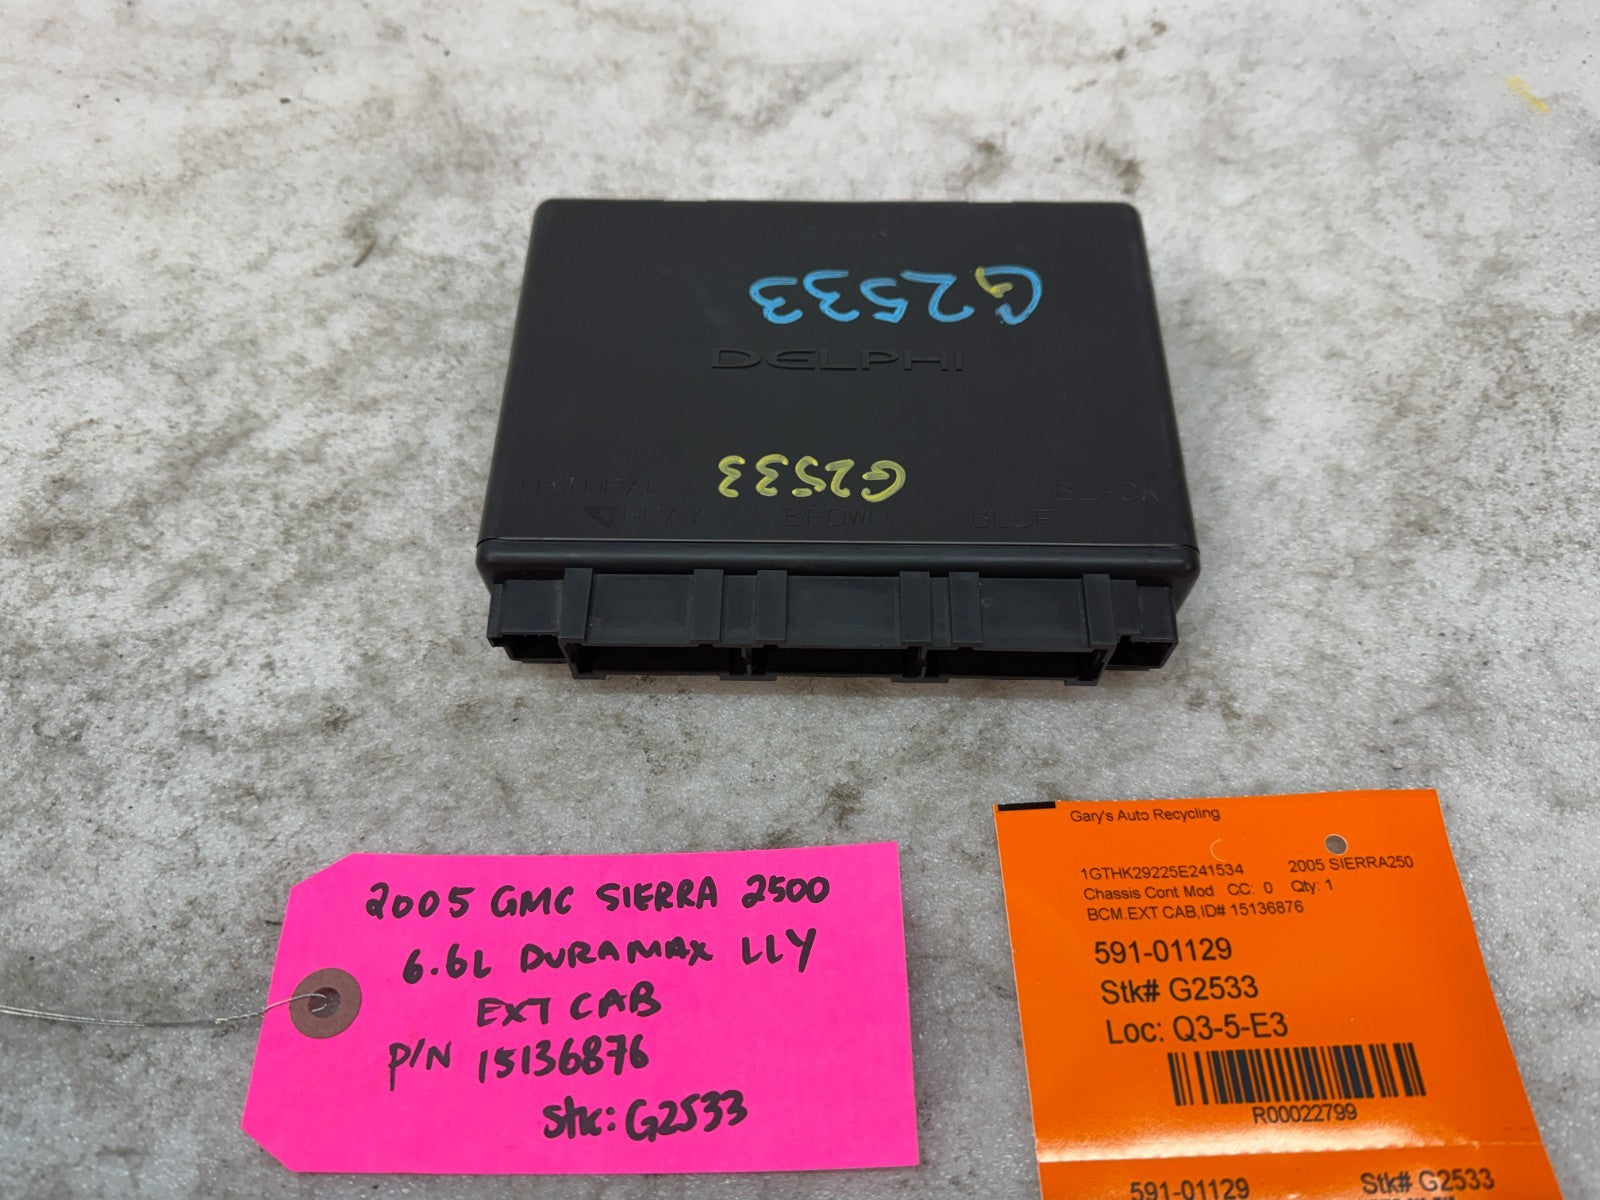 G2533
DELPHI
G2533
NATURAL BLACK
GRAY BROWN BLUE
2005 GMC SIERRA 2500
6.6L DURAMAX LLY
EXT CAB
P/N 15136876
Stk: G2533
Gary's Auto Recycling
1GTHK29225E241534 2005 SIERRA250
Chassis Cont Mod CC: 0 Qty: 1
BCM.EXT CAB,ID# 15136876
591-01129
Stk# G2533
Loc: Q3-5-E3
R00022799
591-01129 Stk# G2533